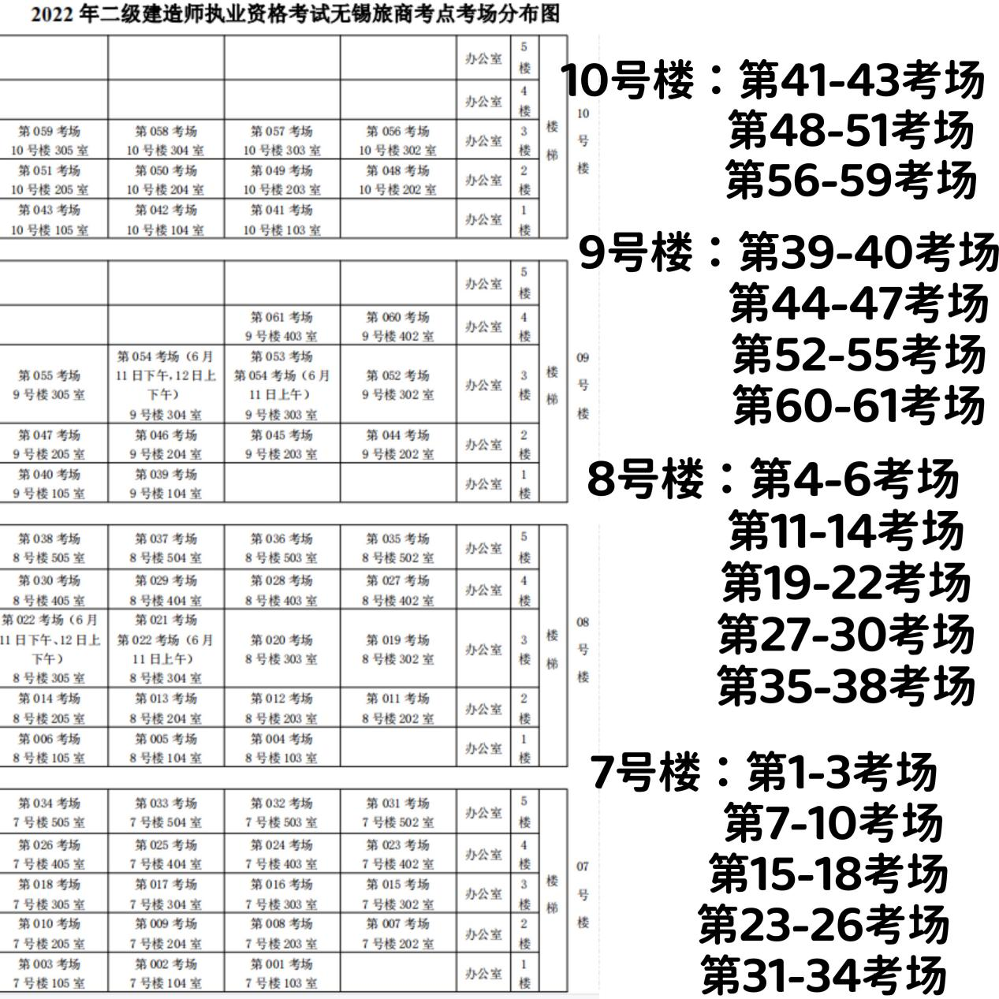 2022 年二级建造师执业资格考试无锡旅商考点考场分布图
办公室 5楼
办公室 4楼
第 059 考场 第 058 考场 第 057 考场 第 056 考场
10 号楼 305 室 10 号楼 304 室 10 号楼 303 室 10 号楼 302 室
办公室 3楼
第 051 考场 第 050 考场 第 049 考场 第 048 考场
10 号楼 205 室 10 号楼 204 室 10 号楼 203 室 10 号楼 202 室
办公室 2楼
第 043 考场 第 042 考场 第 041 考场
10 号楼 105 室 10 号楼 104 室 10 号楼 103 室
办公室 1楼
楼梯
10号楼
办公室 5楼
第 061 考场 第 060 考场
9 号楼 403 室 9 号楼 402 室
办公室 4楼
第 055 考场
9 号楼 305 室
第 054 考场（6 月
11 日下午,12日上
下午）
9 号楼 304 室
第 053 考场
第 054 考场（6 月
11 日上午）
9 号楼 303 室
第 052 考场
9 号楼 302 室
办公室 3楼
第 047 考场 第 046 考场 第 045 考场 第 044 考场
9 号楼 205 室 9 号楼 204 室 9 号楼 203 室 9 号楼 202 室
办公室 2楼
第 040 考场 第 039 考场
9 号楼 105 室 9 号楼 104 室
办公室 1楼
楼梯
09号楼
第 038 考场 第 037 考场 第 036 考场 第 035 考场
8 号楼 505 室 8 号楼 504 室 8 号楼 503 室 8 号楼 502 室
办公室 5楼
第 030 考场 第 029 考场 第 028 考场 第 027 考场
8 号楼 405 室 8 号楼 404 室 8 号楼 403 室 8 号楼 402 室
办公室 4楼
第 022 考场（6 月
11 日下午、12 日上
下午）
8 号楼 305 室
第 021 考场
第 022 考场（6 月
11 日上午）
8 号楼 304 室
第 020 考场
8 号楼 303 室
第 019 考场
8 号楼 302 室
办公室 3楼
第 014 考场 第 013 考场 第 012 考场 第 011 考场
8 号楼 205 室 8 号楼 204 室 8 号楼 203 室 8 号楼 202 室
办公室 2楼
第 006 考场 第 005 考场 第 004 考场
8 号楼 105 室 8 号楼 104 室 8 号楼 103 室
办公室 1楼
楼梯
08号楼
第 034 考场 第 033 考场 第 032 考场 第 031 考场
7 号楼 505 室 7 号楼 504 室 7 号楼 503 室 7 号楼 502 室
办公室 5楼
第 026 考场 第 025 考场 第 024 考场 第 023 考场
7 号楼 405 室 7 号楼 404 室 7 号楼 403 室 7 号楼 402 室
办公室 4楼
第 018 考场 第 017 考场 第 016 考场 第 015 考场
7 号楼 305 室 7 号楼 304 室 7 号楼 303 室 7 号楼 302 室
办公室 3楼
第 010 考场 第 009 考场 第 008 考场 第 007 考场
7 号楼 205 室 7 号楼 204 室 7 号楼 203 室 7 号楼 202 室
办公室 2楼
第 003 考场 第 002 考场 第 001 考场
7 号楼 105 室 7 号楼 104 室 7 号楼 103 室
办公室 1楼
楼梯
07号楼
10号楼：第41-43考场
第48-51考场
第56-59考场
9号楼：第39-40考场
第44-47考场
第52-55考场
第60-61考场
8号楼：第4-6考场
第11-14考场
第19-22考场
第27-30考场
第35-38考场
7号楼：第1-3考场
第7-10考场
第15-18考场
第23-26考场
第31-34考场